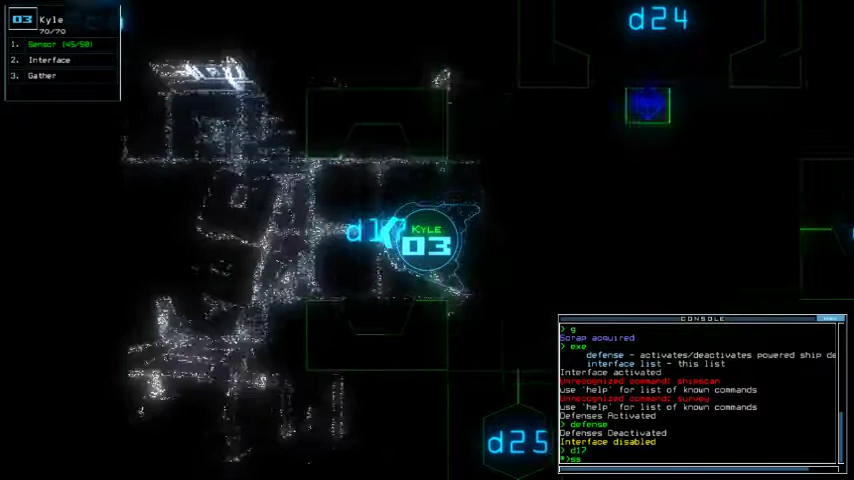 03 Kyle
70/70
1. Sensor (45/50)
2. Interface
3. Gather
d24
d17
KYLE
03
d25
CONSOLE
> g
Scrap acquired
> exe
defense - activates/deactivates powered ship de
interface list - this list
Interface activated
Unrecognized command: shipscan
use 'help' for list of known commands
Unrecognized command: survey
use 'help' for list of known commands
Defenses Activated
> defense
Defenses Deactivated
Interface disabled
> d17
*>ss